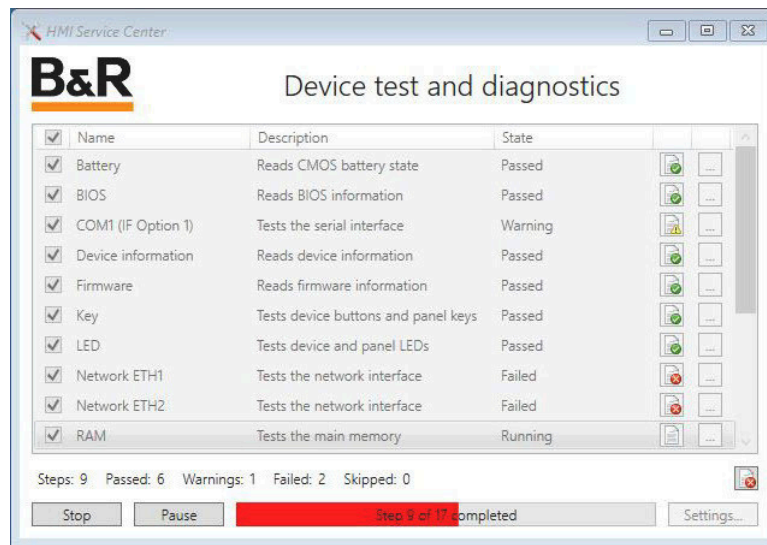 HMI Service Center
B&R
Device test and diagnostics
Name Description State
Battery Reads CMOS battery state Passed ...
BIOS Reads BIOS information Passed ...
COM1 (IF Option 1) Tests the serial interface Warning ...
Device information Reads device information Passed ...
Firmware Reads firmware information Passed ...
Key Tests device buttons and panel keys Passed ...
LED Tests device and panel LEDs Passed ...
Network ETH1 Tests the network interface Failed ...
Network ETH2 Tests the network interface Failed ...
RAM Tests the main memory Running ...
Steps: 9 Passed: 6 Warnings: 1 Failed: 2 Skipped: 0
Stop Pause Step 9 of 17 completed Settings...